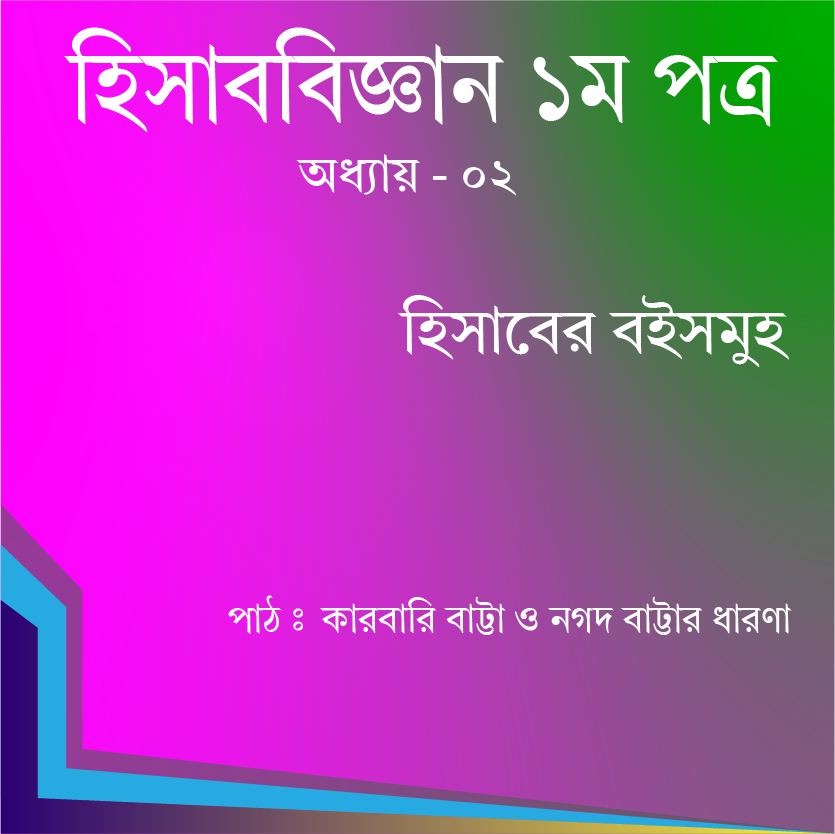 হিসাববিজ্ঞান ১ম পত্র
অধ্যায় - ০২
হিসাবের বইসমুহ
পাঠ ঃ কারবারি বাট্টা ও নগদ বাট্টার ধারণা